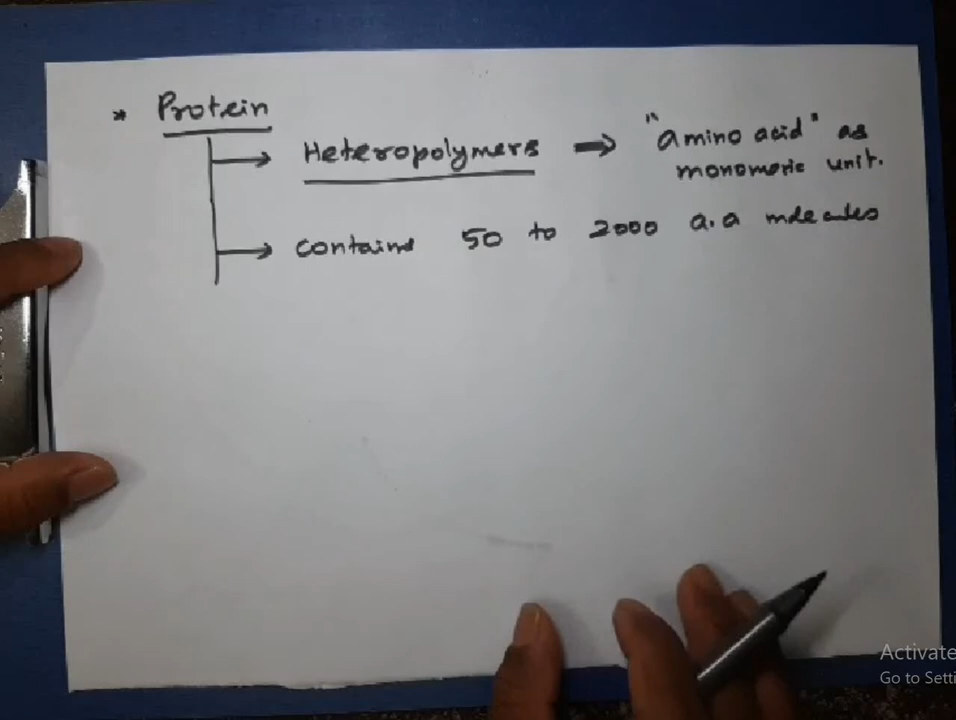 * Protein
Heteropolymers → "amino acid" as
monomeric unit.
contains 50 to 2000 a.a molecules
Activate
Go to Setti